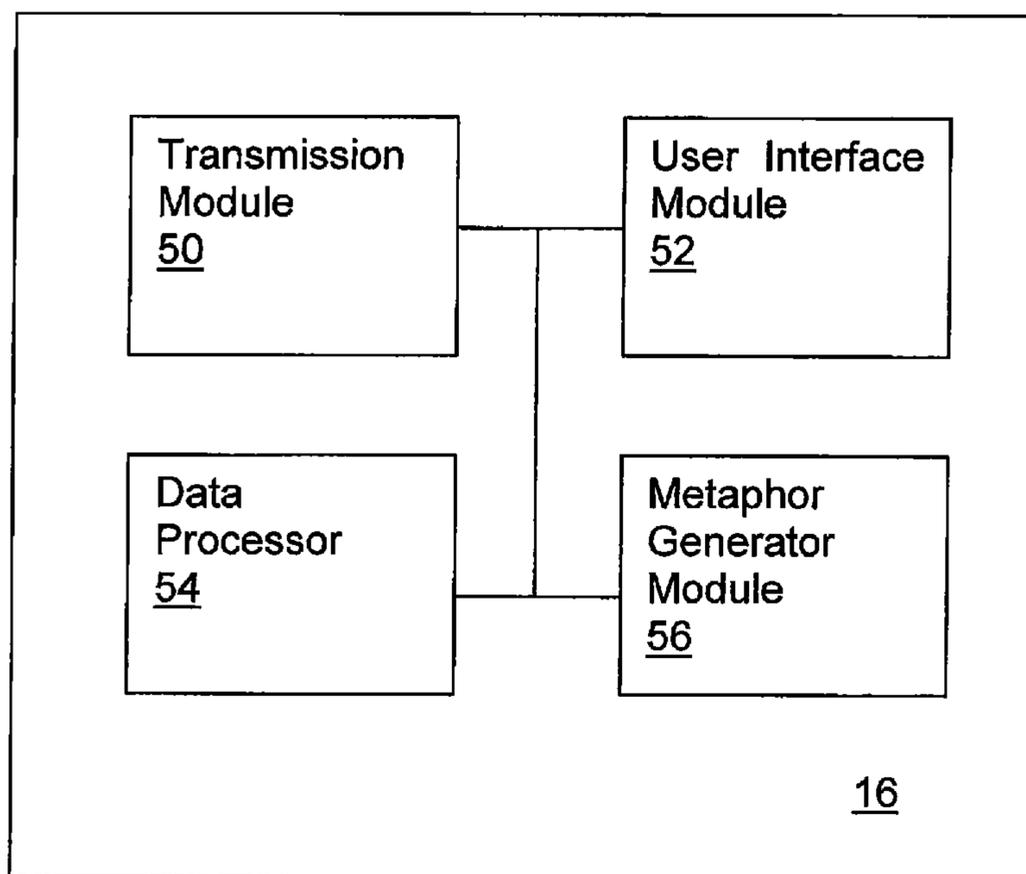 Transmission
Module
50
User Interface
Module
52
Data
Processor
54
Metaphor
Generator
Module
56
16